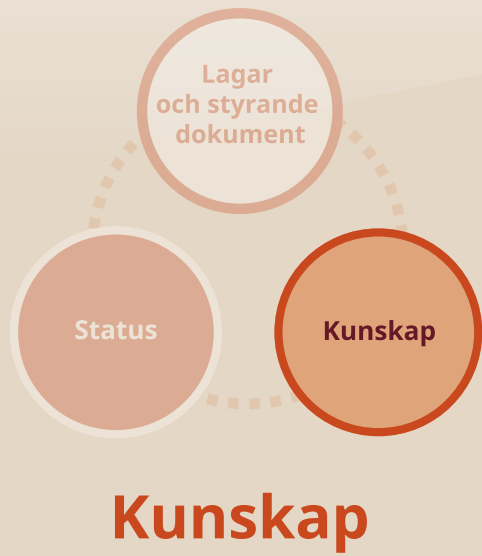 Lagar
och styrande
dokument
Status
Kunskap
Kunskap